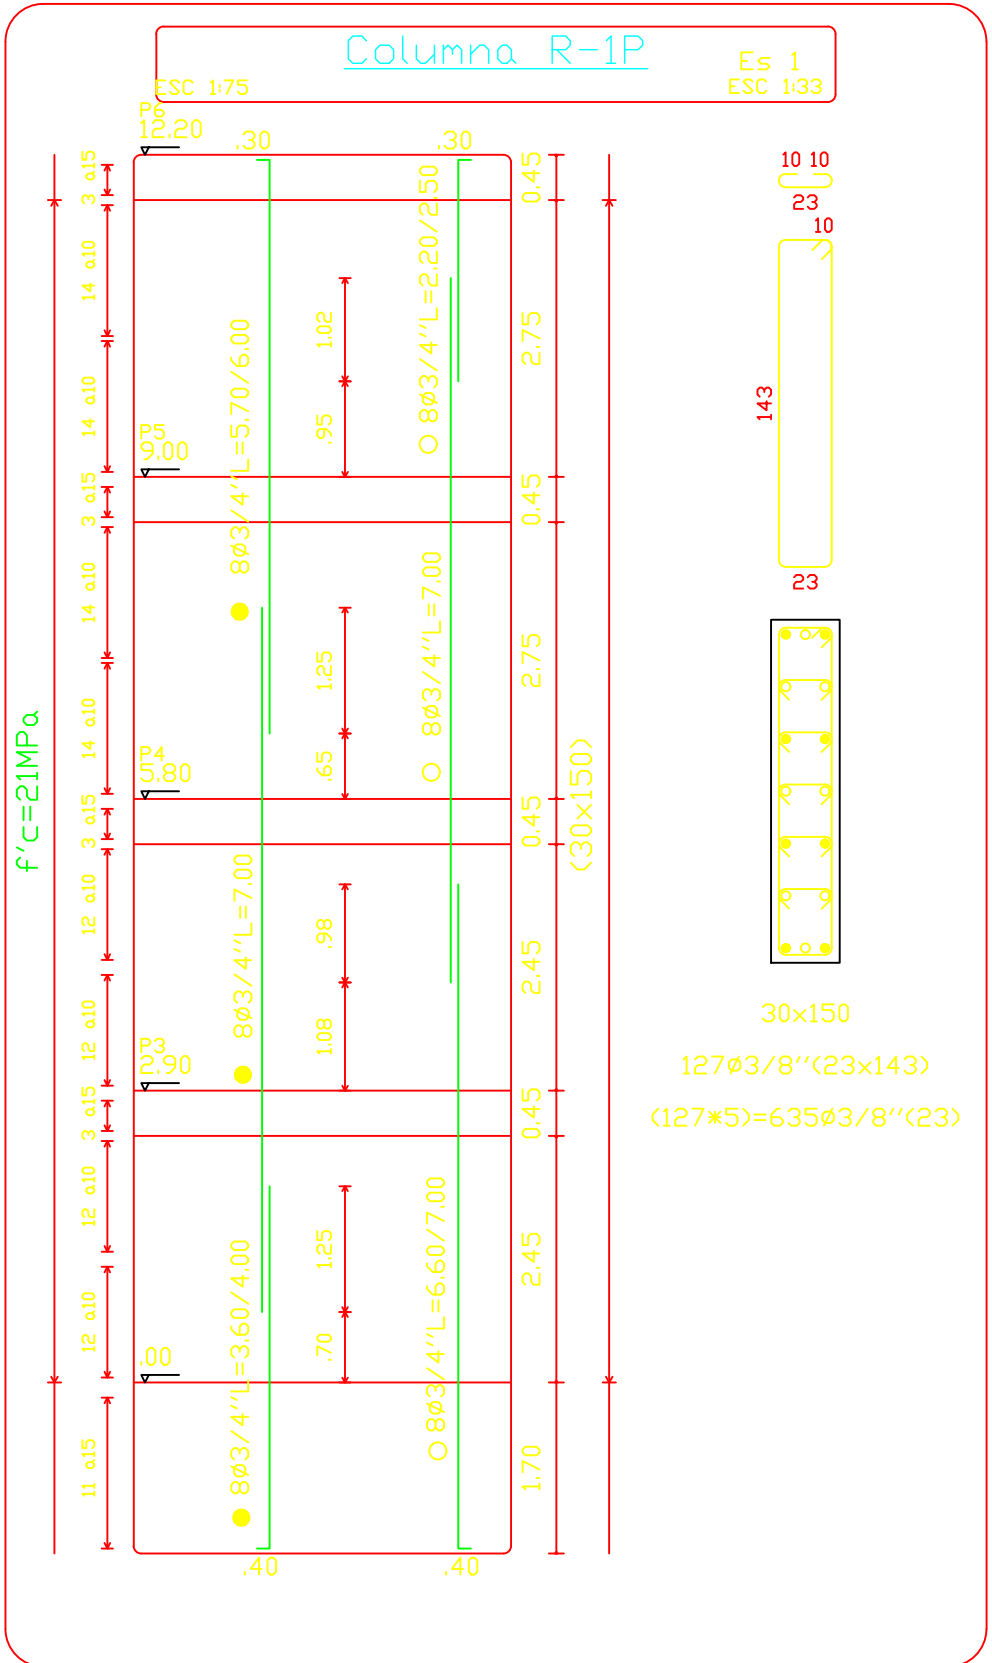 Columna R-1P
ESC 1:75
Es 1
ESC 1:33
P6
12.20
.30
.30
3 a15
14 a10
14 a10
P5
9.00
3 a15
14 a10
14 a10
P4
5.80
3 a15
12 a10
12 a10
P3
2.90
3 a15
12 a10
12 a10
.00
11 a15
f'c=21MPa
8ø3/4''L=5.70/6.00
8ø3/4''L=7.00
8ø3/4''L=3.60/4.00
1.02
.95
1.25
.65
.98
1.08
1.25
.70
8ø3/4''L=2.20/2.50
8ø3/4''L=7.00
8ø3/4''L=6.60/7.00
0.45
2.75
0.45
2.75
0.45
2.45
0.45
2.45
1.70
(30x150)
.40
.40
10 10
23
10
143
23
30x150
127ø3/8''(23x143)
(127*5)=635ø3/8''(23)